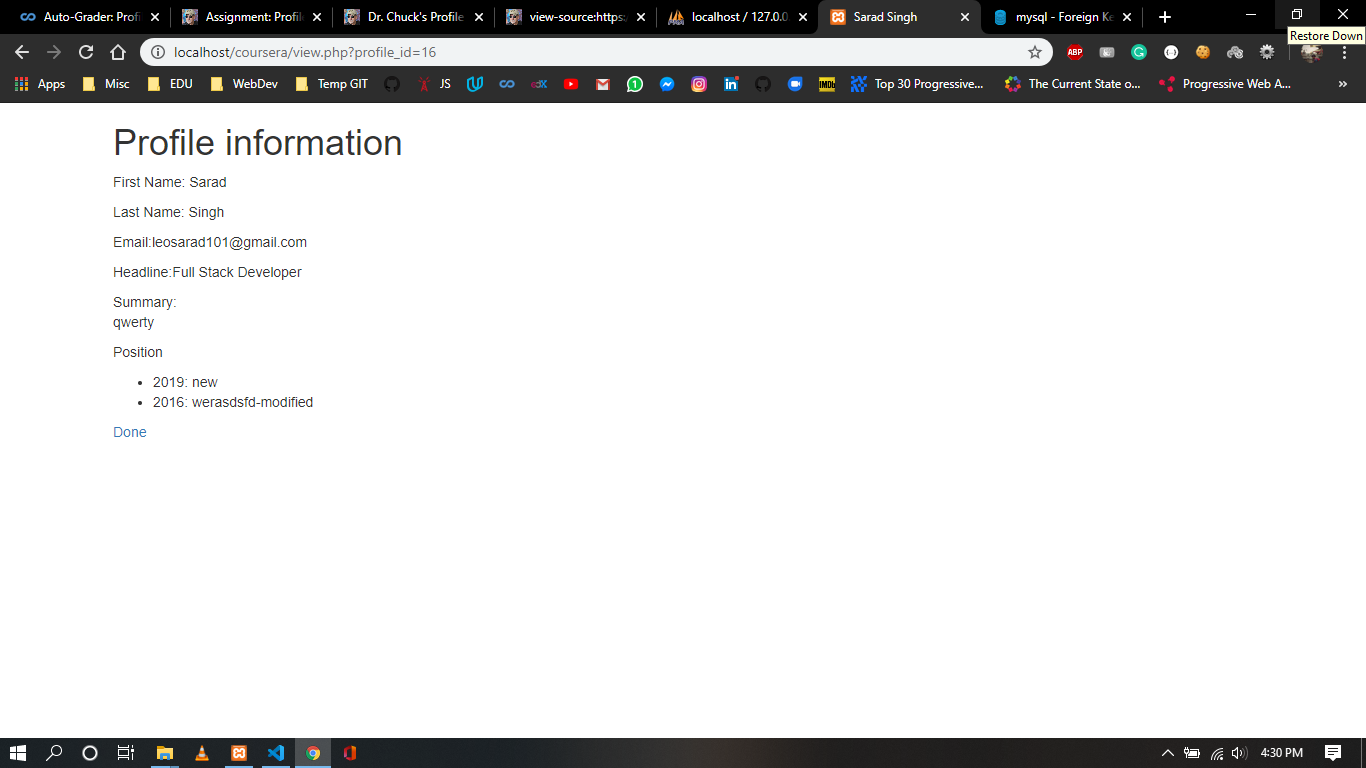 Auto-Grader: Profi
Assignment: Profil
Dr. Chuck's Profile
view-source:https:
localhost / 127.0.0
Sarad Singh
mysql - Foreign Ke
Restore Down
localhost/coursera/view.php?profile_id=16
ABP
Apps
Misc
EDU
WebDev
Temp GIT
JS
1
IMDb
Top 30 Progressive...
The Current State o...
Progressive Web A...
Profile information
First Name: Sarad
Last Name: Singh
Email:leosarad101@gmail.com
Headline:Full Stack Developer
Summary:
qwerty
Position
2019: new
2016: werasdsfd-modified
Done
4:30 PM